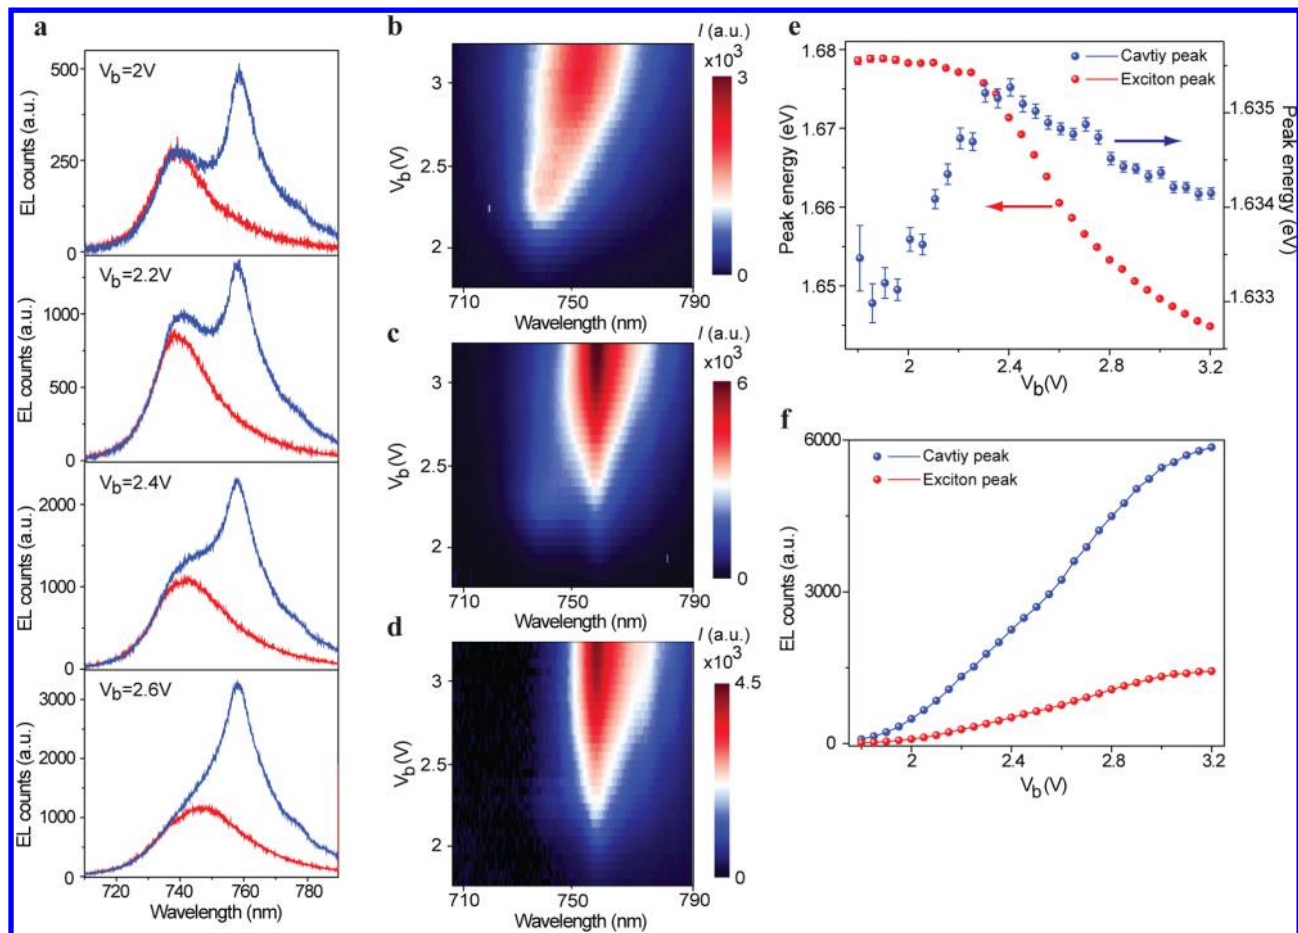 a
V_b=2V
500
250
0
EL counts (a.u.)
V_b=2.2V
1000
500
0
EL counts (a.u.)
V_b=2.4V
2000
1000
0
EL counts (a.u.)
V_b=2.6V
3000
2000
1000
0
EL counts (a.u.)
720 740 760 780
Wavelength (nm)
b
I (a.u.)
×10³
3
0
3
2.5
2
V_b(V)
710 750 790
Wavelength (nm)
c
I (a.u.)
×10³
6
0
3
2.5
2
V_b(V)
710 750 790
Wavelength (nm)
d
I (a.u.)
×10³
4.5
0
3
2.5
2
V_b(V)
710 750 790
Wavelength (nm)
e
Cavtiy peak
Exciton peak
1.68
1.67
1.66
1.65
Peak energy (eV)
1.635
1.634
1.633
Peak energy (eV)
2 2.4 2.8 3.2
V_b(V)
f
Cavtiy peak
Exciton peak
6000
3000
0
EL counts (a.u.)
2 2.4 2.8 3.2
V_b(V)